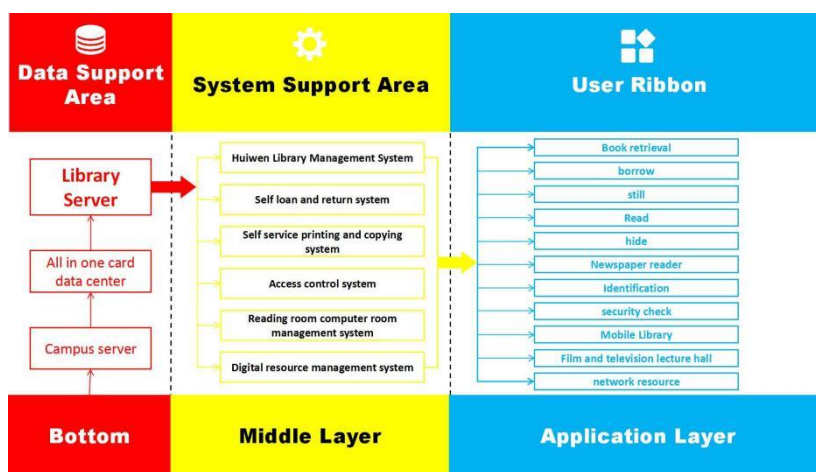 Data Support
Area
System Support Area
User Ribbon
Library
Server
All in one card
data center
Campus server
Huiwen Library Management System
Self loan and return system
Self service printing and copying
system
Access control system
Reading room computer room
management system
Digital resource management system
Book retrieval
borrow
still
Read
hide
Newspaper reader
Identification
security check
Mobile Library
Film and television lecture hall
network resource
Bottom
Middle Layer
Application Layer